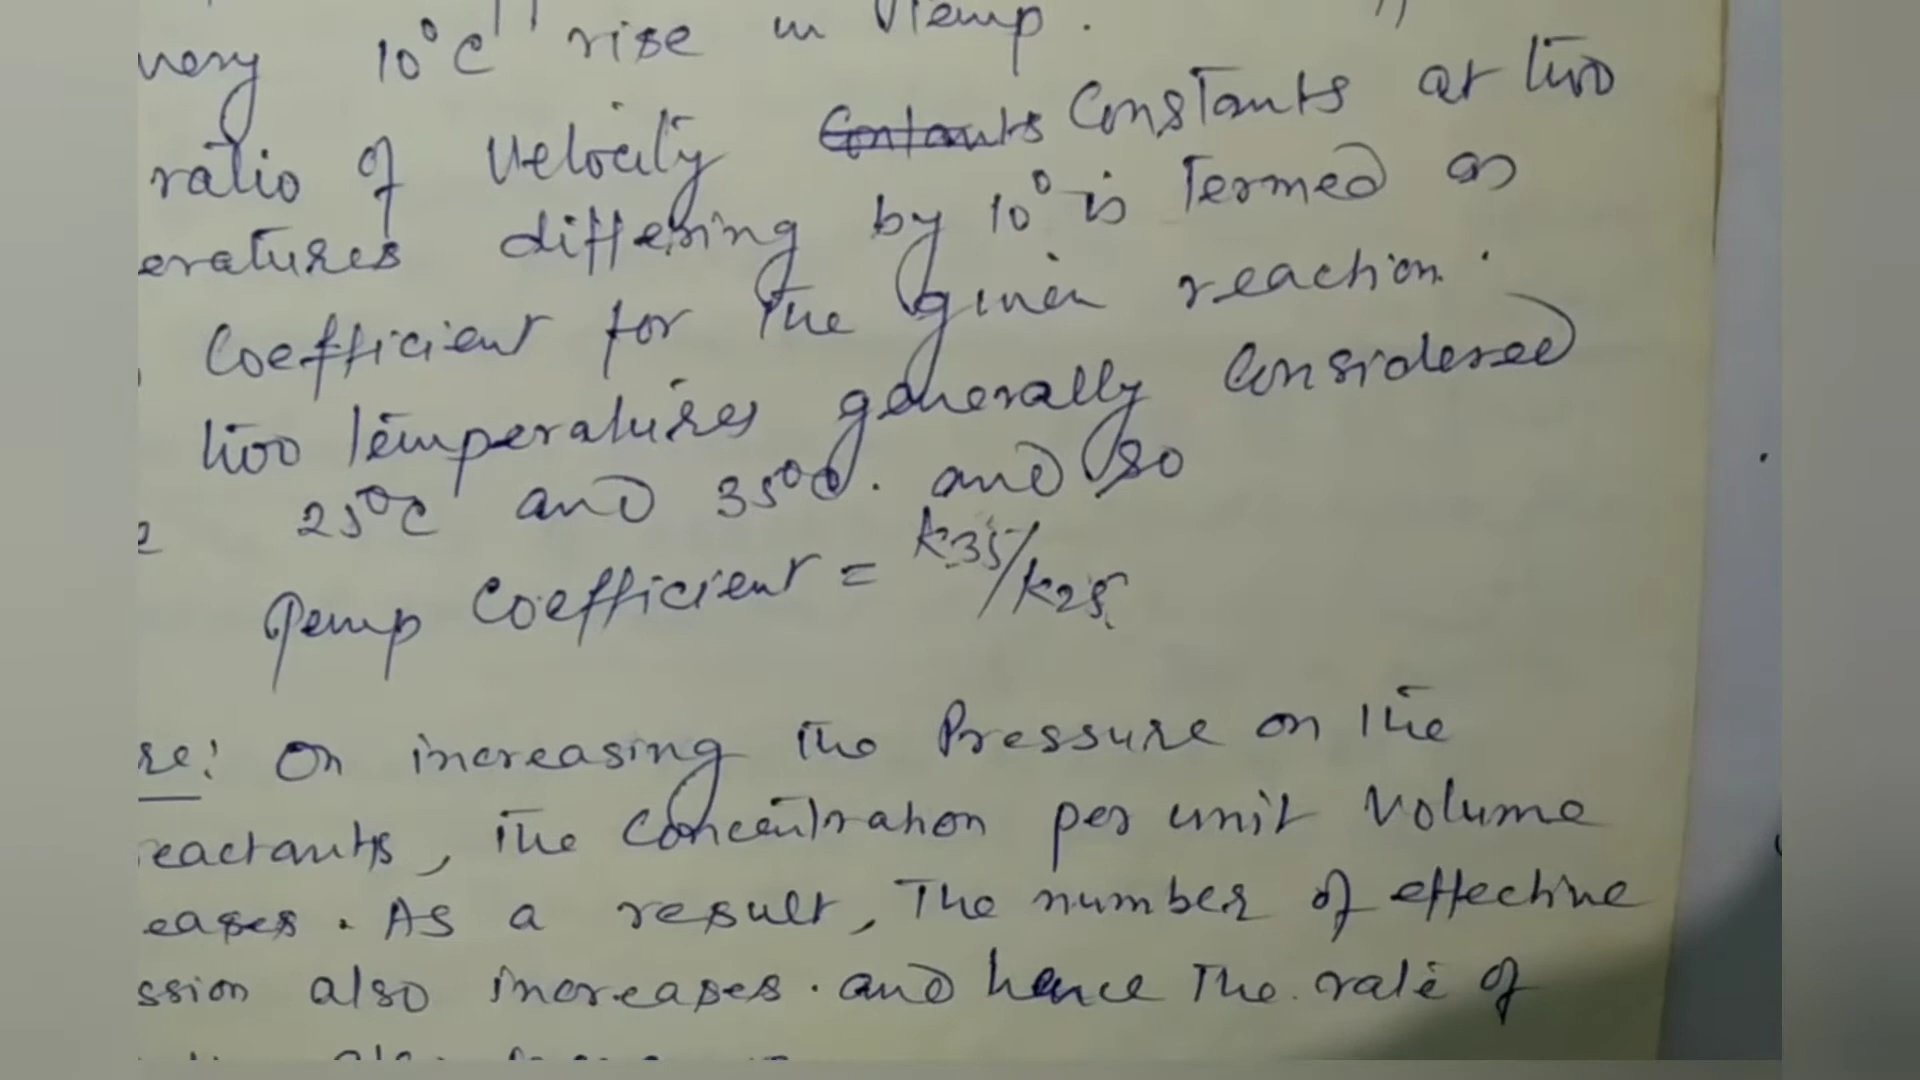 very 10°C rise in Temp.
ratio of velocity Contants Constants at two
eratures differing by 10° is Termed as
Coefficient for the given reaction.
two Temperatures generally Considered
25°C and 35°C. and so
Temp Coefficient = K35/K25
re: On increasing the Pressure on the
reactants, the Concentration per unit Volume
eases. As a result, The number of effective
ssion also increases. and hence The rate of